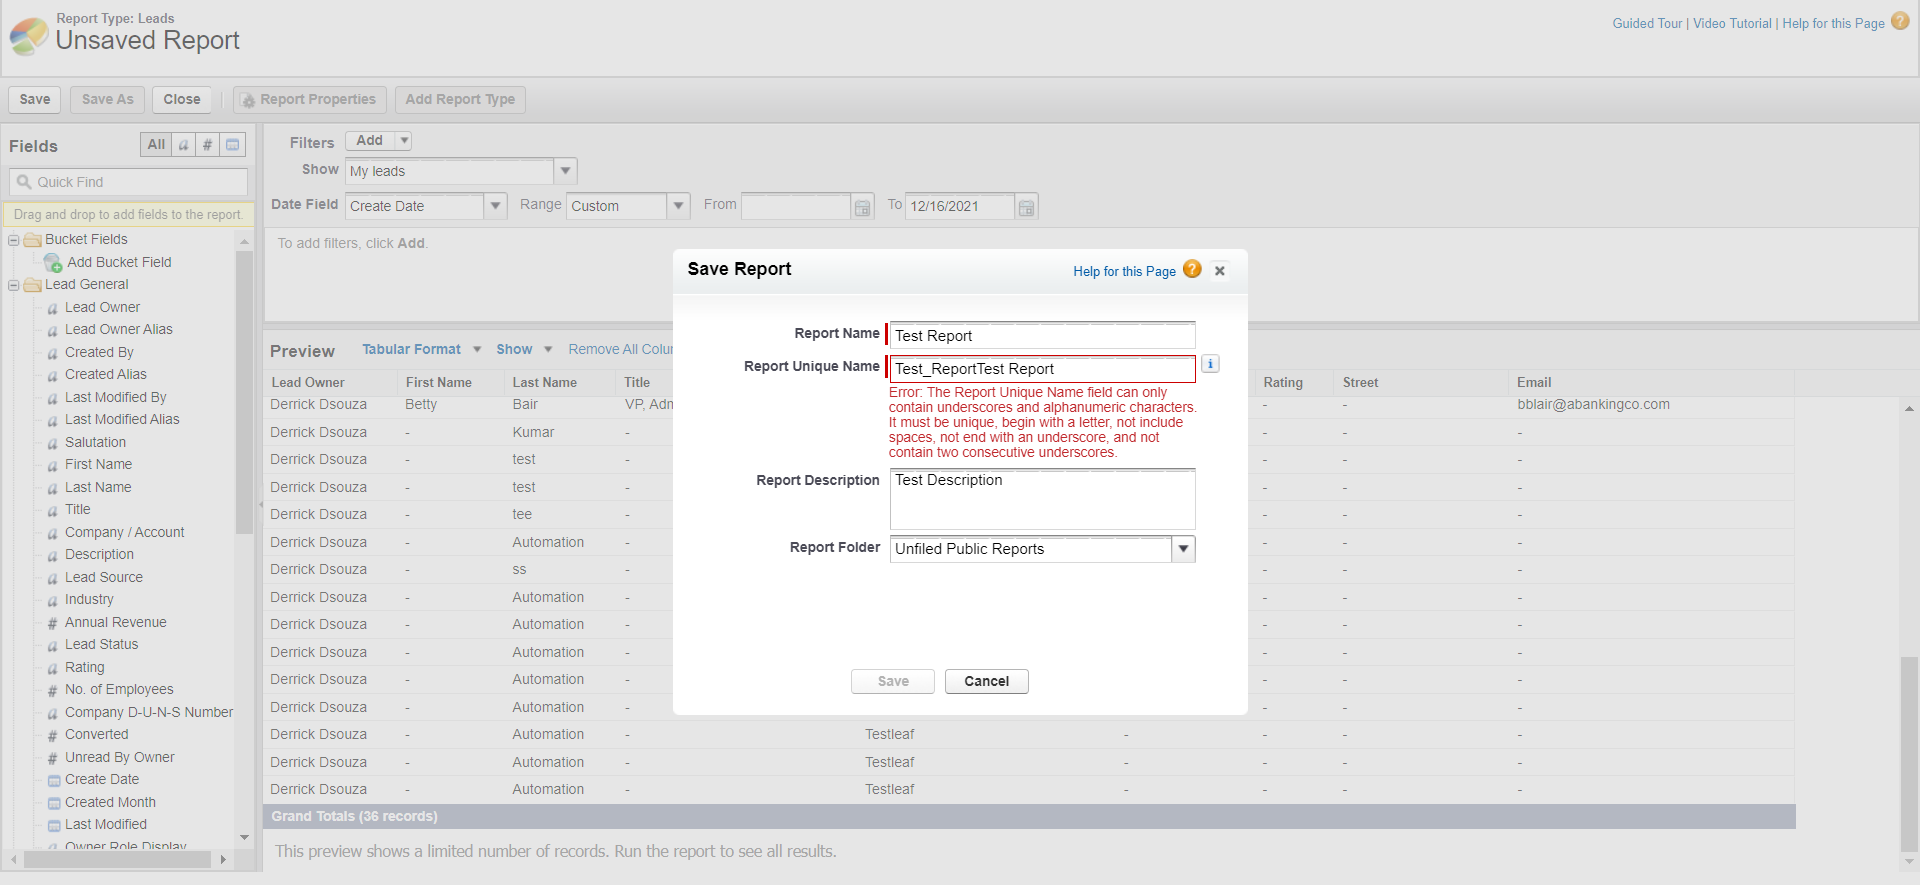 Report Type: Leads
Unsaved Report
Guided Tour | Video Tutorial | Help for this Page ?
Save Save As Close Report Properties Add Report Type
Fields All a #
Quick Find
Drag and drop to add fields to the report.
Bucket Fields
Add Bucket Field
Lead General
a Lead Owner
a Lead Owner Alias
a Created By
a Created Alias
a Last Modified By
a Last Modified Alias
a Salutation
a First Name
a Last Name
a Title
a Company / Account
a Description
a Lead Source
a Industry
# Annual Revenue
a Lead Status
a Rating
# No. of Employees
a Company D-U-N-S Number
# Converted
# Unread By Owner
Create Date
Created Month
Last Modified
Owner Role Display
Filters Add
Show My leads
Date Field Create Date Range Custom From To 12/16/2021
To add filters, click Add.
Preview Tabular Format Show Remove All Colu
Lead Owner First Name Last Name Title Rating Street Email
Derrick Dsouza Betty Bair VP, Adm - - bblair@abankingco.com
Derrick Dsouza - Kumar - - - -
Derrick Dsouza - test - - - -
Derrick Dsouza - test - - - -
Derrick Dsouza - tee - - - -
Derrick Dsouza - Automation - - - -
Derrick Dsouza - ss - - - -
Derrick Dsouza - Automation - - - -
Derrick Dsouza - Automation - - - -
Derrick Dsouza - Automation - - - -
Derrick Dsouza - Automation - - - -
Derrick Dsouza - Automation - - - -
Derrick Dsouza - Automation - Testleaf - - - -
Derrick Dsouza - Automation - Testleaf - - - -
Derrick Dsouza - Automation - Testleaf - - - -
Grand Totals (36 records)
This preview shows a limited number of records. Run the report to see all results.
Save Report Help for this Page ?
Report Name Test Report
Report Unique Name Test_ReportTest Report i
Error: The Report Unique Name field can only
contain underscores and alphanumeric characters.
It must be unique, begin with a letter, not include
spaces, not end with an underscore, and not
contain two consecutive underscores.
Report Description Test Description
Report Folder Unfiled Public Reports
Save Cancel